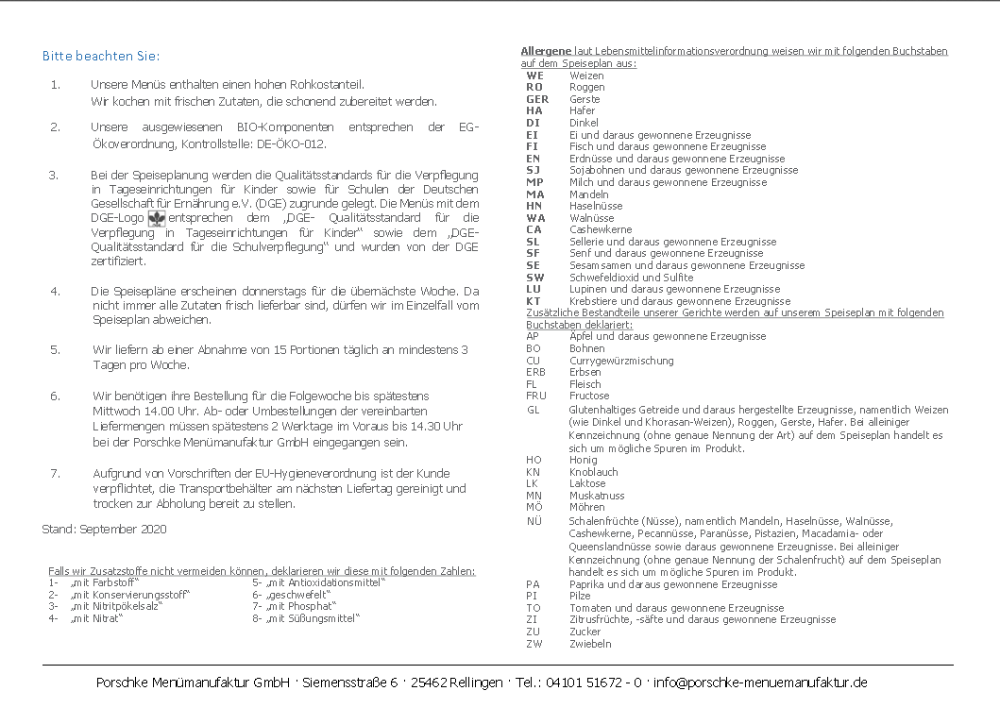 Bitte beachten Sie:
1. Unsere Menüs enthalten einen hohen Rohkostanteil.
Wir kochen mit frischen Zutaten, die schonend zubereitet werden.
2. Unsere ausgewiesenen BIO-Komponenten entsprechen der EG-
Ökoverordnung, Kontrollstelle: DE-ÖKO-012.
3. Bei der Speiseplanung werden die Qualitätsstandards für die Verpflegung
in Tageseinrichtungen für Kinder sowie für Schulen der Deutschen
Gesellschaft für Ernährung e.V. (DGE) zugrunde gelegt. Die Menüs mit dem
DGE-Logo entsprechen dem „DGE- Qualitätsstandard für die
Verpflegung in Tageseinrichtungen für Kinder“ sowie dem „DGE-
Qualitätsstandard für die Schulverpflegung“ und wurden von der DGE
zertifiziert.
4. Die Speisepläne erscheinen donnerstags für die übernächste Woche. Da
nicht immer alle Zutaten frisch lieferbar sind, dürfen wir im Einzelfall vom
Speiseplan abweichen.
5. Wir liefern ab einer Abnahme von 15 Portionen täglich an mindestens 3
Tagen pro Woche.
6. Wir benötigen ihre Bestellung für die Folgewoche bis spätestens
Mittwoch 14.00 Uhr. Ab- oder Umbestellungen der vereinbarten
Liefermengen müssen spätestens 2 Werktage im Voraus bis 14.30 Uhr
bei der Porschke Menümanufaktur GmbH eingegangen sein.
7. Aufgrund von Vorschriften der EU-Hygieneverordnung ist der Kunde
verpflichtet, die Transportbehälter am nächsten Liefertag gereinigt und
trocken zur Abholung bereit zu stellen.
Stand: September 2020
Falls wir Zusatzstoffe nicht vermeiden können, deklarieren wir diese mit folgenden Zahlen:
1- „mit Farbstoff“ 5- „mit Antioxidationsmittel“
2- „mit Konservierungsstoff“ 6- „geschwefelt“
3- „mit Nitritpökelsalz“ 7- „mit Phosphat“
4- „mit Nitrat“ 8- „mit Süßungsmittel“
Allergene laut Lebensmittelinformationsverordnung weisen wir mit folgenden Buchstaben
auf dem Speiseplan aus:
WE Weizen
RO Roggen
GER Gerste
HA Hafer
DI Dinkel
EI Ei und daraus gewonnene Erzeugnisse
FI Fisch und daraus gewonnene Erzeugnisse
EN Erdnüsse und daraus gewonnene Erzeugnisse
SJ Sojabohnen und daraus gewonnene Erzeugnisse
MP Milch und daraus gewonnene Erzeugnisse
MA Mandeln
HN Haselnüsse
WA Walnüsse
CA Cashewkerne
SL Sellerie und daraus gewonnene Erzeugnisse
SF Senf und daraus gewonnene Erzeugnisse
SE Sesamsamen und daraus gewonnene Erzeugnisse
SW Schwefeldioxid und Sulfite
LU Lupinen und daraus gewonnene Erzeugnisse
KT Krebstiere und daraus gewonnene Erzeugnisse
Zusätzliche Bestandteile unserer Gerichte werden auf unserem Speiseplan mit folgenden
Buchstaben deklariert:
AP Äpfel und daraus gewonnene Erzeugnisse
BO Bohnen
CU Currygewürzmischung
ERB Erbsen
FL Fleisch
FRU Fructose
GL Glutenhaltiges Getreide und daraus hergestellte Erzeugnisse, namentlich Weizen
(wie Dinkel und Khorasan-Weizen), Roggen, Gerste, Hafer. Bei alleiniger
Kennzeichnung (ohne genaue Nennung der Art) auf dem Speiseplan handelt es
sich um mögliche Spuren im Produkt.
HO Honig
KN Knoblauch
LK Laktose
MN Muskatnuss
MÖ Möhren
NÜ Schalenfrüchte (Nüsse), namentlich Mandeln, Haselnüsse, Walnüsse,
Cashewkerne, Pecannüsse, Paranüsse, Pistazien, Macadamia- oder
Queenslandnüsse sowie daraus gewonnene Erzeugnisse. Bei alleiniger
Kennzeichnung (ohne genaue Nennung der Schalenfrucht) auf dem Speiseplan
handelt es sich um mögliche Spuren im Produkt.
PA Paprika und daraus gewonnene Erzeugnisse
PI Pilze
TO Tomaten und daraus gewonnene Erzeugnisse
ZI Zitrusfrüchte, -säfte und daraus gewonnene Erzeugnisse
ZU Zucker
ZW Zwiebeln
Porschke Menümanufaktur GmbH · Siemensstraße 6 · 25462 Rellingen · Tel.: 04101 51672 - 0 · info@porschke-menuemanufaktur.de